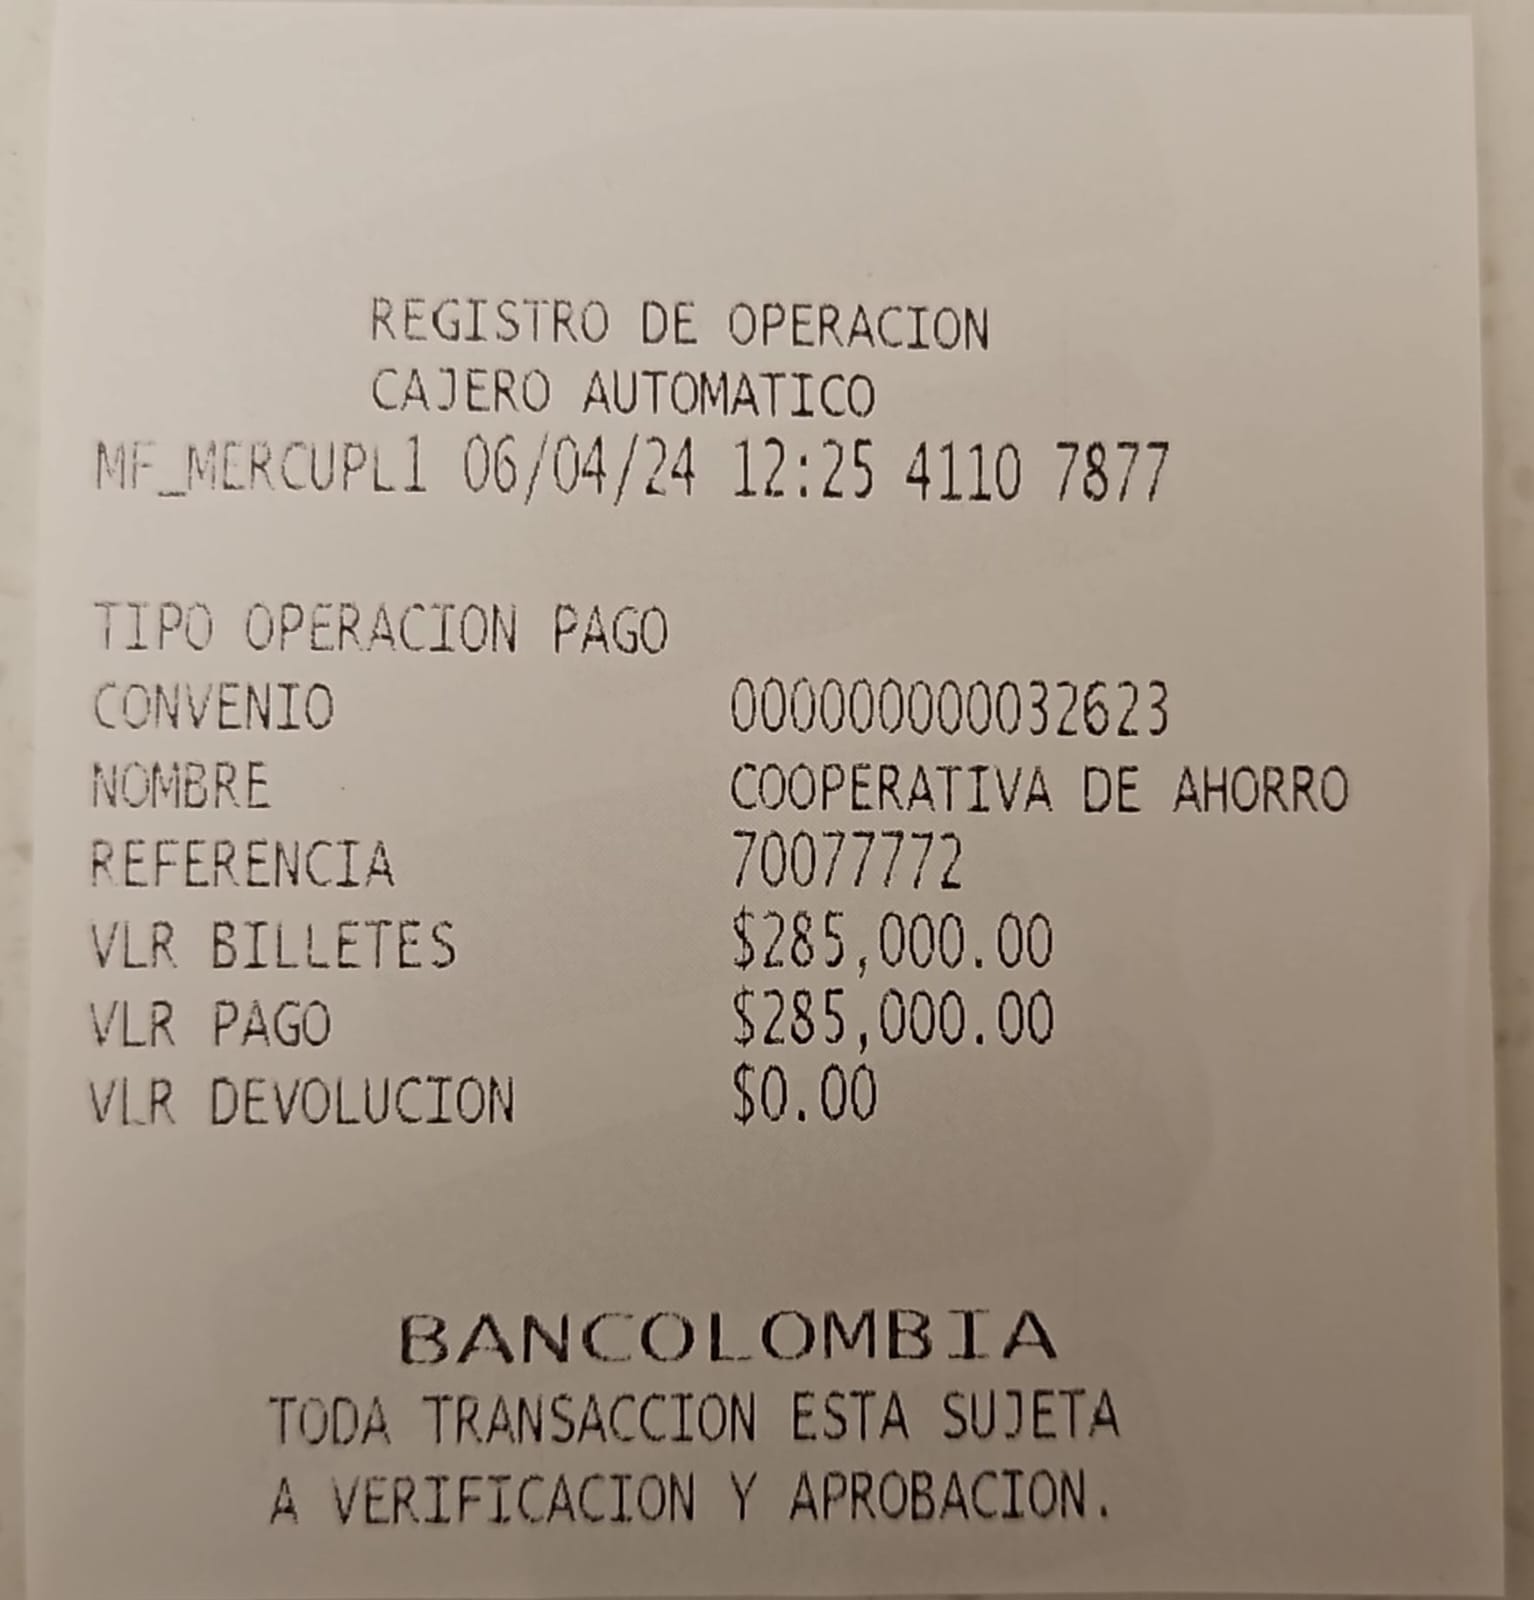 REGISTRO DE OPERACION
CAJERO AUTOMATICO
MF_MERCUPL1 06/04/24 12:25 4110 7877
TIPO OPERACION PAGO
CONVENIO 000000000032623
NOMBRE COOPERATIVA DE AHORRO
REFERENCIA 70077772
VLR BILLETES $285,000.00
VLR PAGO $285,000.00
VLR DEVOLUCION $0.00
BANCOLOMBIA
TODA TRANSACCION ESTA SUJETA
A VERIFICACION Y APROBACION.